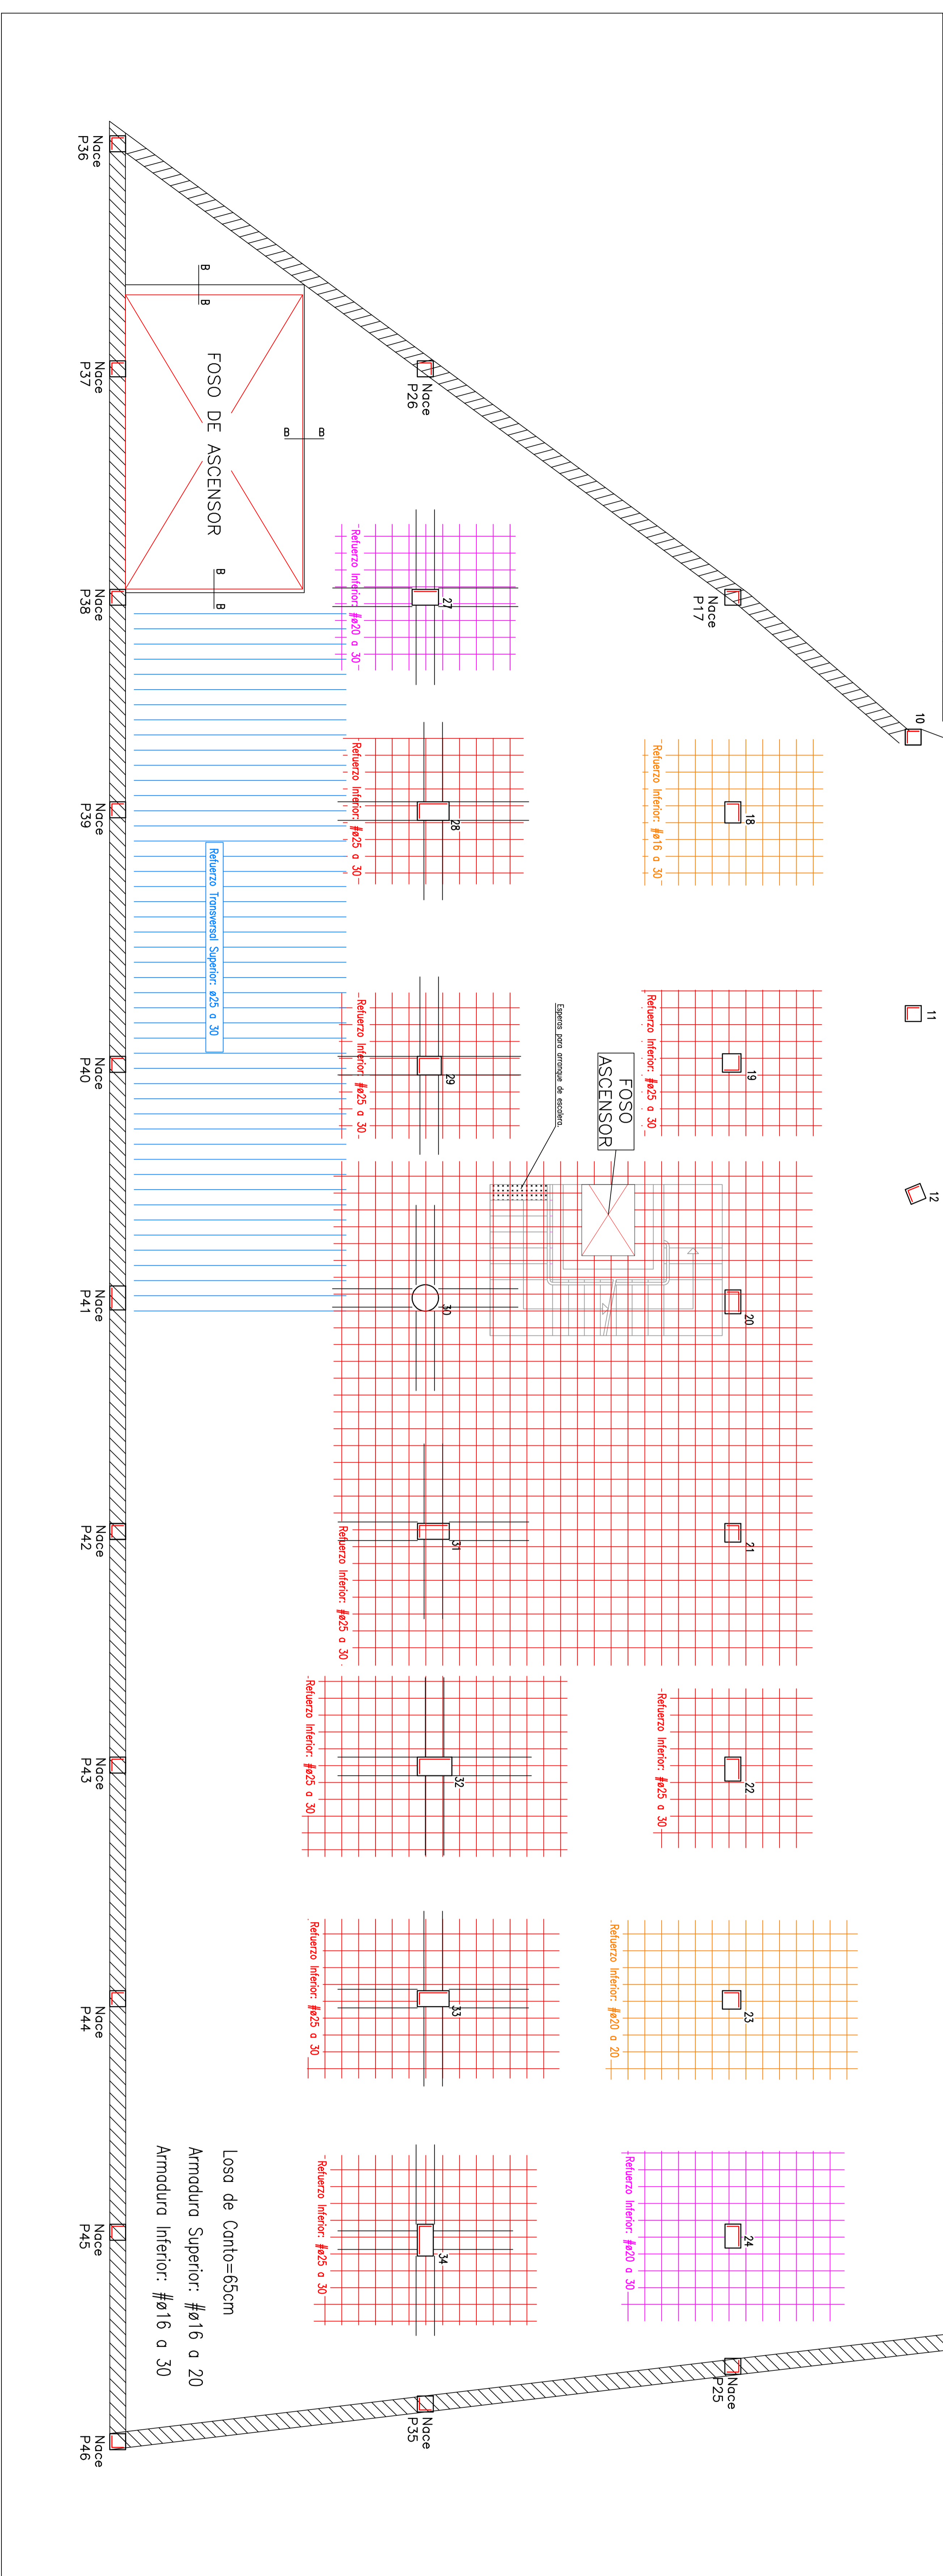 10
11
12
Nace
P17
18
19
20
21
22
23
24
Nace
P25
Refuerzo Inferior: #ø16 a 30
Refuerzo Inferior: #ø25 a 30
Refuerzo Inferior: #ø25 a 30
Refuerzo Inferior: #ø20 a 20
Refuerzo Inferior: #ø20 a 30
FOSO
ASCENSOR
Esperas para arranque de escalera.
Nace
P26
27
28
29
30
31
32
33
34
Nace
P35
Refuerzo Inferior: #ø20 a 30
Refuerzo Inferior: #ø25 a 30
Refuerzo Inferior: #ø25 a 30
Refuerzo Inferior: #ø25 a 30
Refuerzo Inferior: #ø25 a 30
Refuerzo Inferior: #ø25 a 30
Refuerzo Inferior: #ø25 a 30
B
B
B
B
B
B
FOSO DE ASCENSOR
Refuerzo Transversal Superior: ø25 a 30
Losa de Canto=65cm
Armadura Superior: #ø16 a 20
Armadura Inferior: #ø16 a 30
Nace
P36
Nace
P37
Nace
P38
Nace
P39
Nace
P40
Nace
P41
Nace
P42
Nace
P43
Nace
P44
Nace
P45
Nace
P46